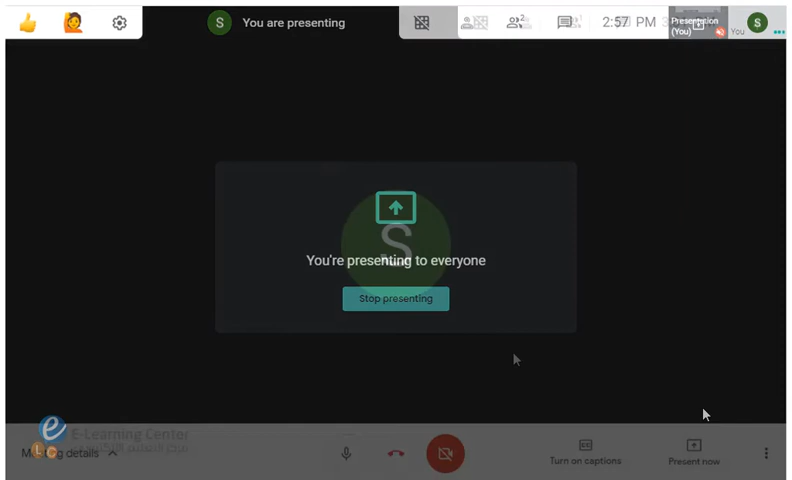 S You are presenting
2:57 PM
Presentation
(You)
You
S
S
You're presenting to everyone
Stop presenting
E-Learning Center
Meeting details
Turn on captions
Present now